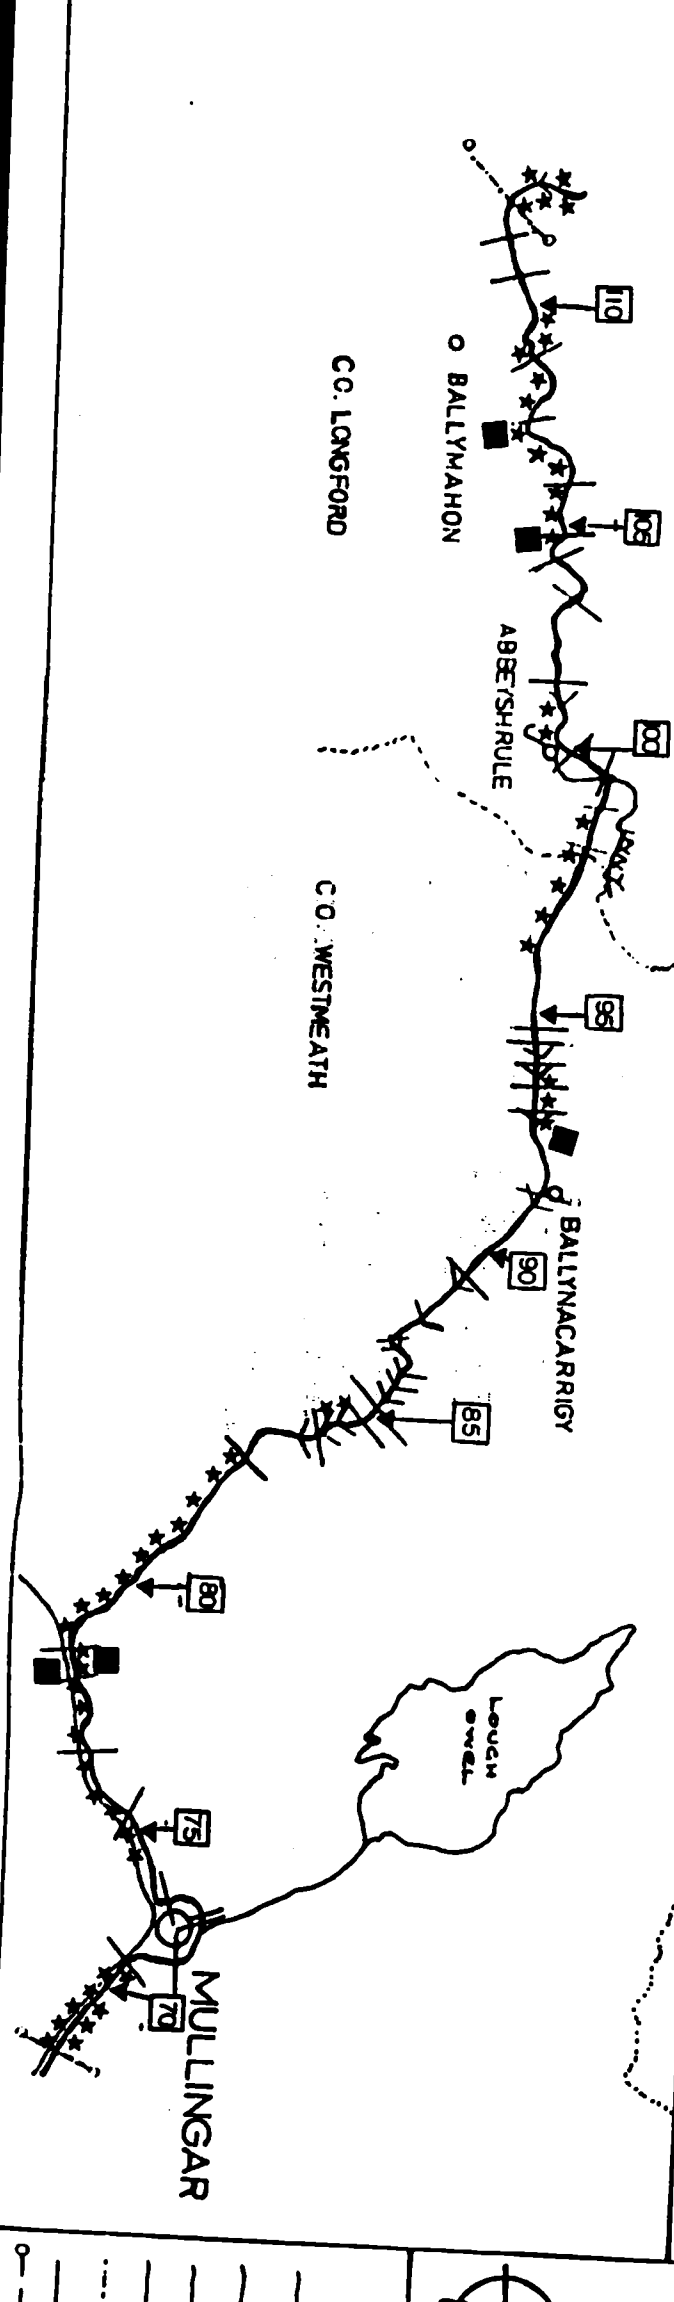 110
BALLYMAHON
CO. LONGFORD
105
ABBEYSHRULE
100
INNY
CO. WESTMEATH
95
BALLYNACARRIGY
90
85
80
LOUGH
OWEL
75
70
MULLINGAR